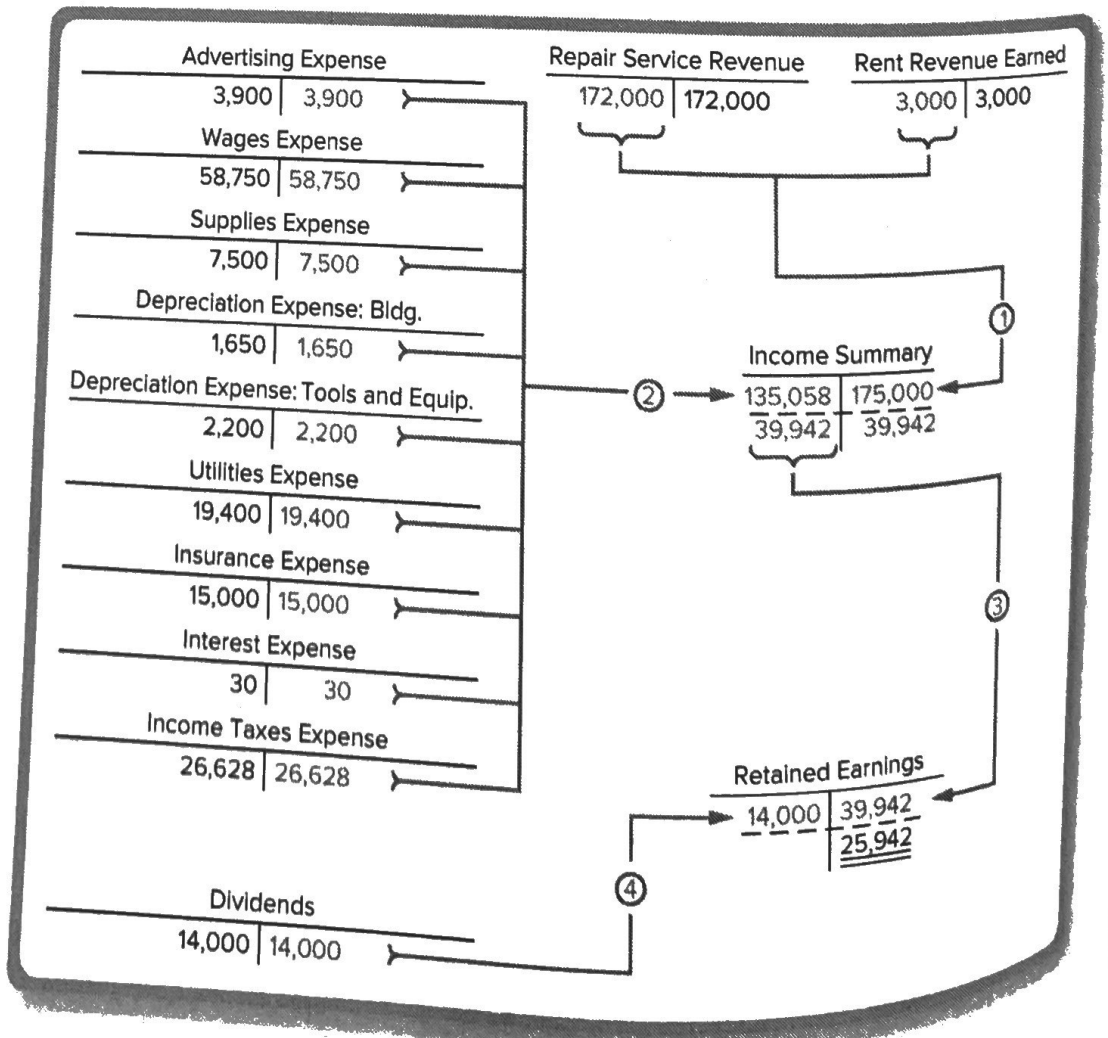 Advertising Expense
3,900 3,900
Wages Expense
58,750 58,750
Supplies Expense
7,500 7,500
Depreciation Expense: Bldg.
1,650 1,650
Depreciation Expense: Tools and Equip.
2,200 2,200
Utilities Expense
19,400 19,400
Insurance Expense
15,000 15,000
Interest Expense
30 30
Income Taxes Expense
26,628 26,628
Dividends
14,000 14,000
Repair Service Revenue
172,000 172,000
Rent Revenue Earned
3,000 3,000
1
2
Income Summary
135,058 175,000
39,942 39,942
3
Retained Earnings
14,000 39,942
25,942
4